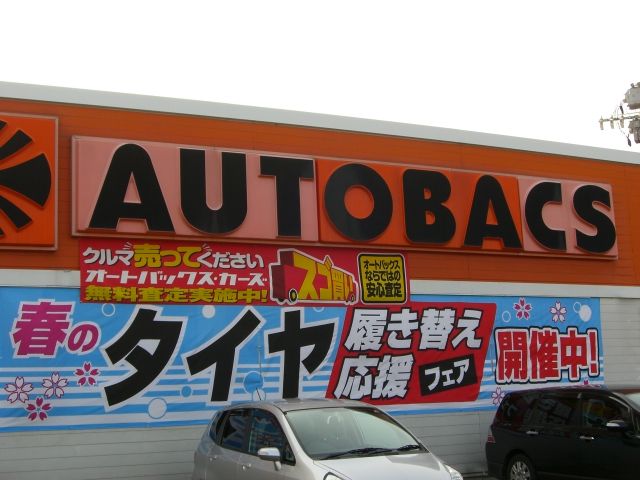 AUTOBACS
クルマ売ってください
オートバックス・カーズ
無料査定実施中!
スゴ買
オートバックス
ならではの
安心査定
春の
タイヤ
履き替え
応援
フェア
開催中!